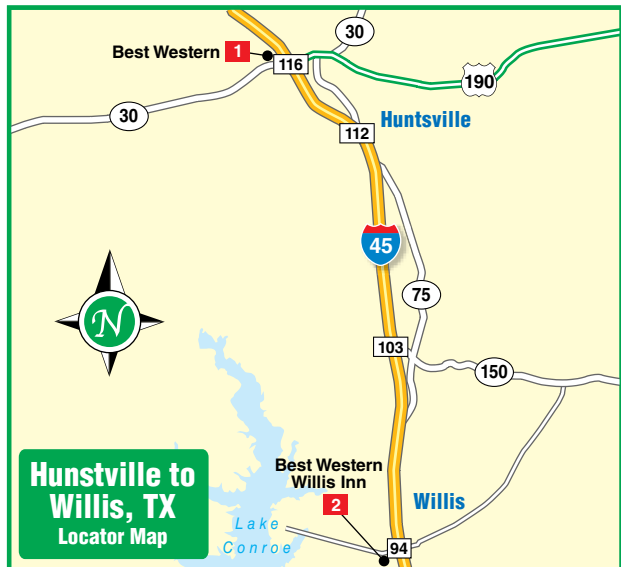 30
Best Western 1
116
190
30
Huntsville
112
45
75
N
103
150
Hunstville to
Willis, TX
Locator Map
Best Western
Willis Inn
2
Willis
Lake
Conroe
94